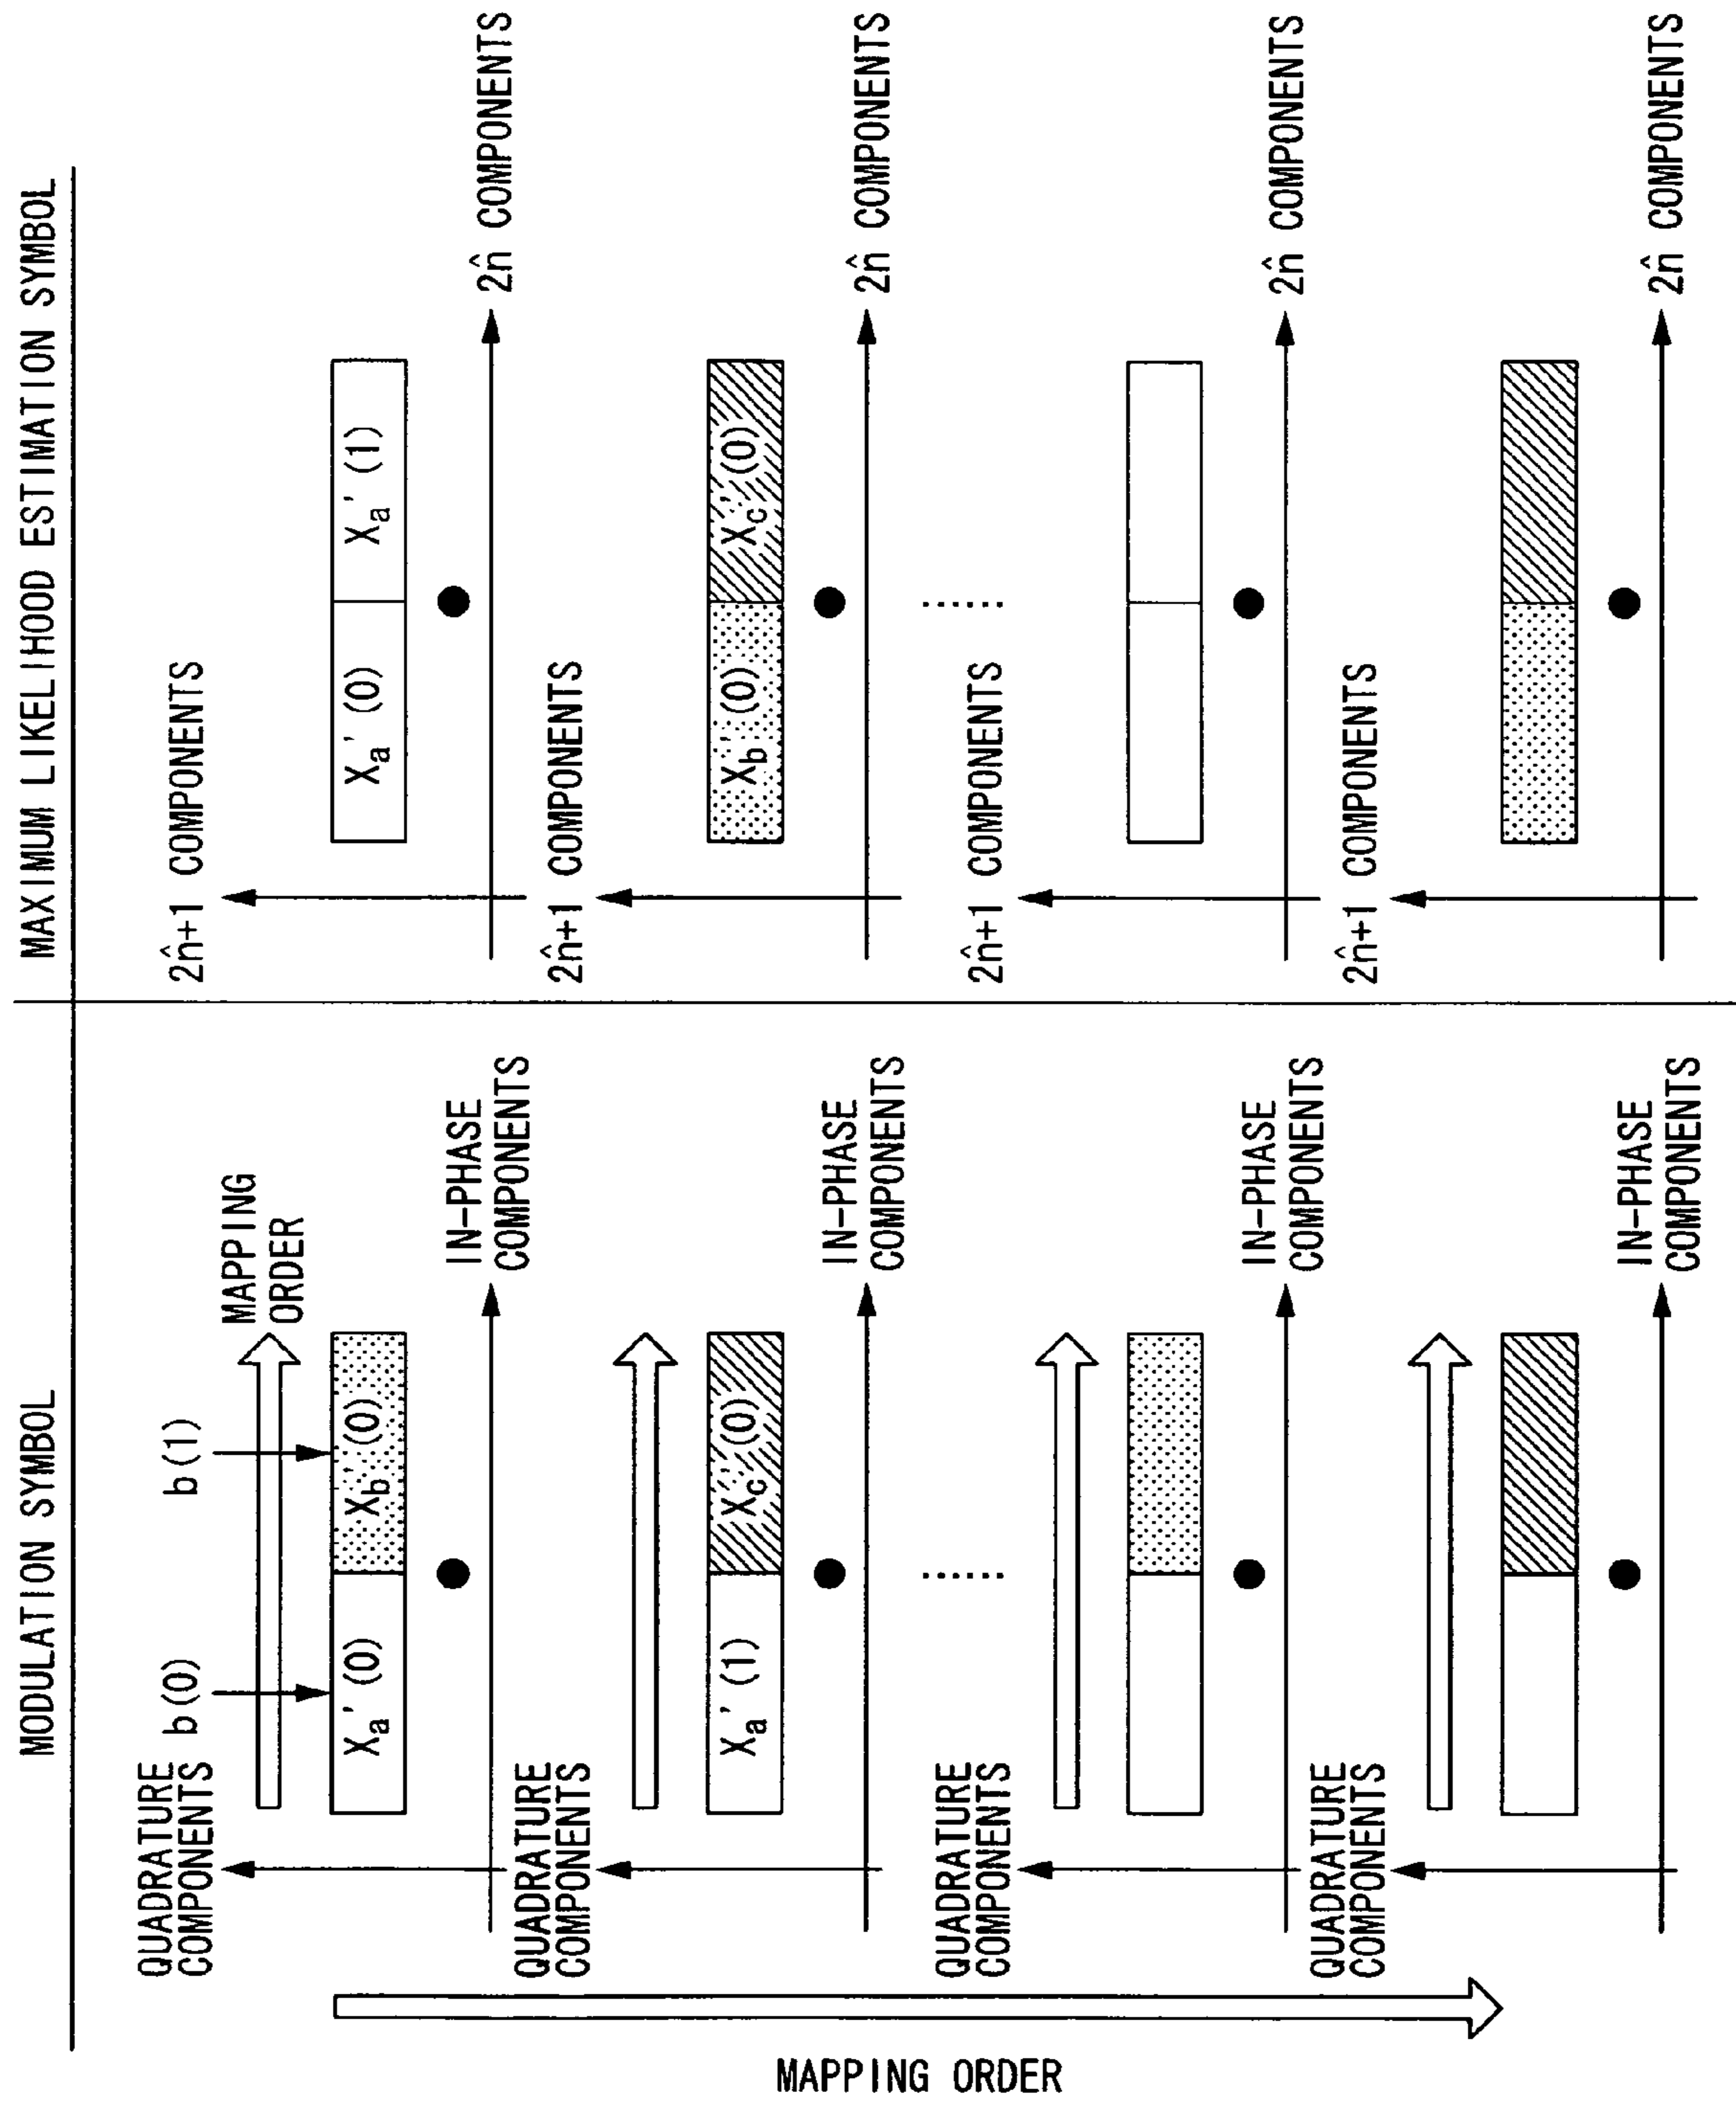 MODULATION SYMBOL
MAXIMUM LIKELIHOOD ESTIMATION SYMBOL
QUADRATURE
COMPONENTS
b(0)
b(1)
MAPPING
ORDER
Xa'(0)
Xb'(0)
IN-PHASE
COMPONENTS
2n̂+1 COMPONENTS
Xa'(0)
Xa'(1)
2n̂ COMPONENTS
QUADRATURE
COMPONENTS
Xa'(1)
Xc'(0)
IN-PHASE
COMPONENTS
2n̂+1 COMPONENTS
Xb'(0)
Xc'(0)
2n̂ COMPONENTS
......
......
QUADRATURE
COMPONENTS
IN-PHASE
COMPONENTS
2n̂+1 COMPONENTS
2n̂ COMPONENTS
QUADRATURE
COMPONENTS
IN-PHASE
COMPONENTS
2n̂+1 COMPONENTS
2n̂ COMPONENTS
MAPPING ORDER